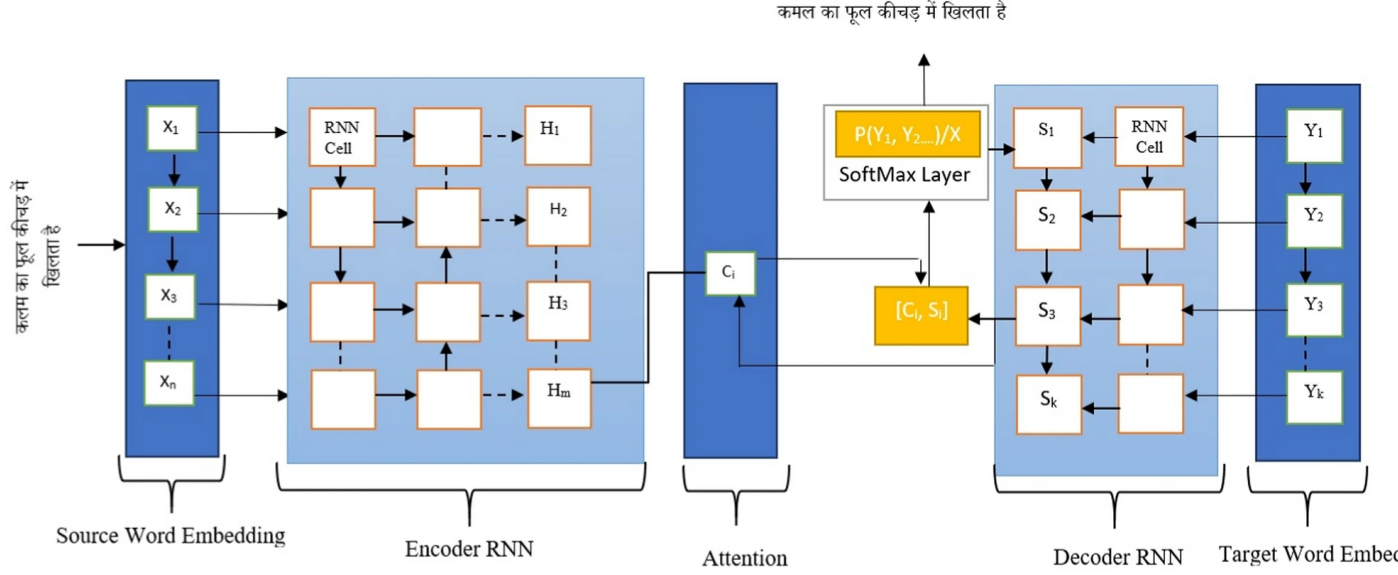 कमल का फूल कीचड़ में खिलता है
कलम का फूल कीचड़ में
खिलता है
X1
X2
X3
Xn
Source Word Embedding
RNN
Cell
H1
H2
H3
Hm
Encoder RNN
Ci
Attention
P(Y1, Y2....)/X
SoftMax Layer
[Ci, Si]
S1
S2
S3
Sk
RNN
Cell
Decoder RNN
Y1
Y2
Y3
Yk
Target Word Embed